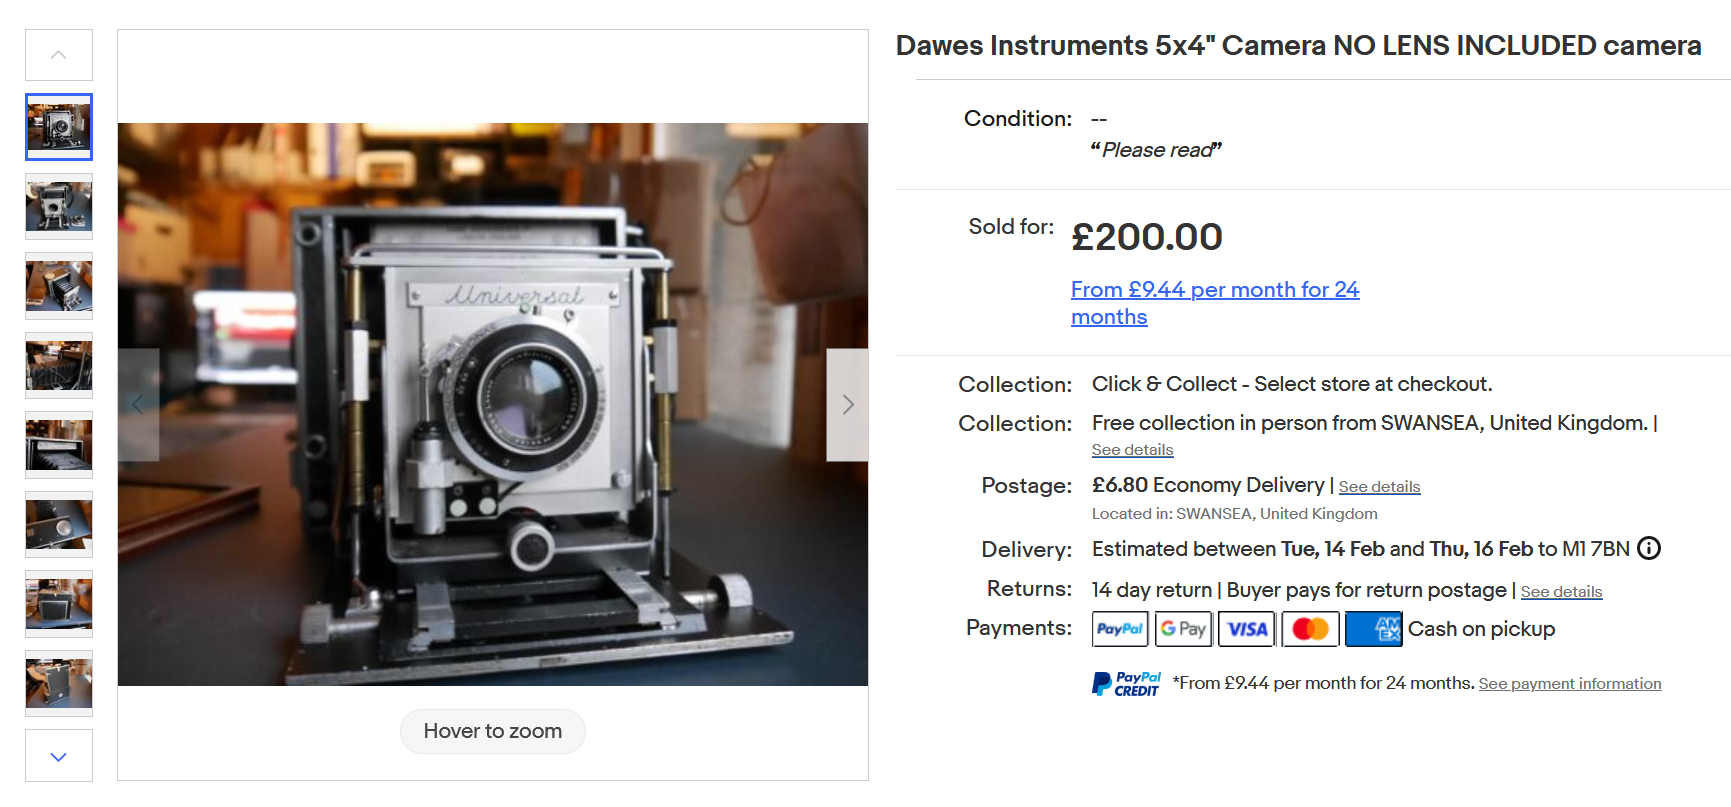 Dawes Instruments 5x4" Camera NO LENS INCLUDED camera
Condition: --
“Please read”
Sold for: £200.00
From £9.44 per month for 24
months
Collection: Click & Collect - Select store at checkout.
Collection: Free collection in person from SWANSEA, United Kingdom. |
See details
Postage: £6.80 Economy Delivery | See details
Located in: SWANSEA, United Kingdom
Delivery: Estimated between Tue, 14 Feb and Thu, 16 Feb to M1 7BN
Returns: 14 day return | Buyer pays for return postage | See details
Payments: PayPal G Pay VISA AMEX Cash on pickup
PayPal CREDIT *From £9.44 per month for 24 months. See payment information
Universal
Hover to zoom